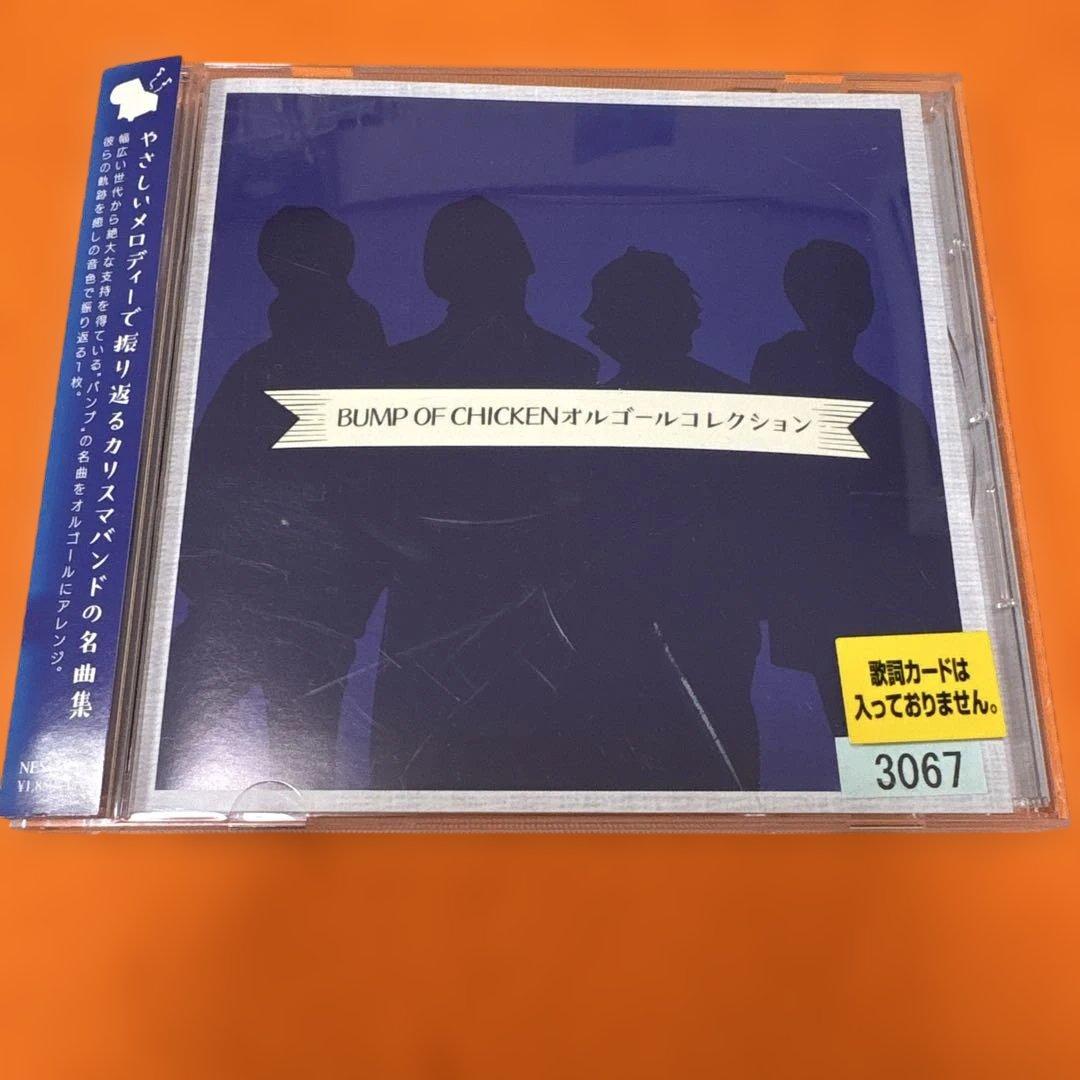 やさしいメロディーで振り返るカリスマバンドの名曲集
幅広い世代から絶大な支持を得ている"バンプ"の名曲をオルゴールにアレンジ。
彼らの軌跡を癒しの音色で振り返る1枚。
BUMP OF CHICKENオルゴールコレクション
歌詞カードは
入っておりません。
3067